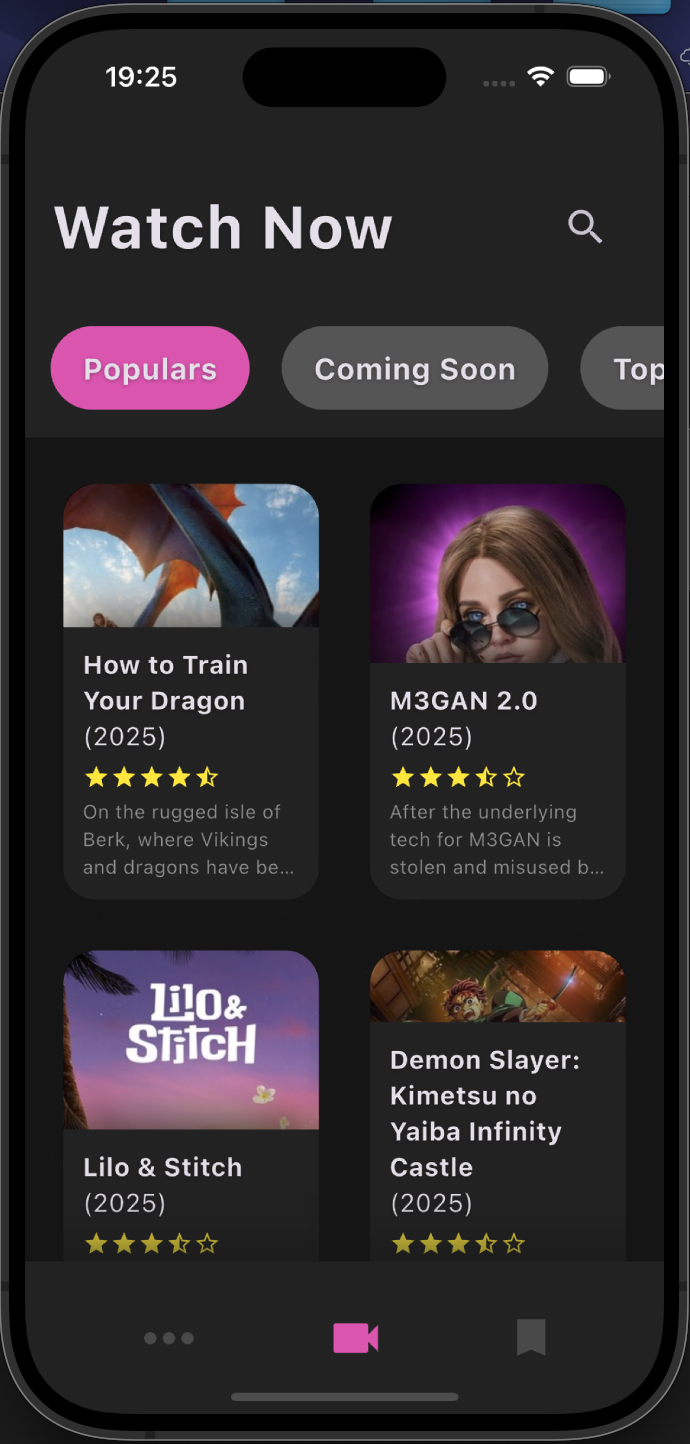 19:25
Watch Now
Populars
Coming Soon
Top
How to Train
Your Dragon
(2025)
On the rugged isle of
Berk, where Vikings
and dragons have be...
M3GAN 2.0
(2025)
After the underlying
tech for M3GAN is
stolen and misused b...
Lilo &
Stitch
Lilo & Stitch
(2025)
Demon Slayer:
Kimetsu no
Yaiba Infinity
Castle
(2025)